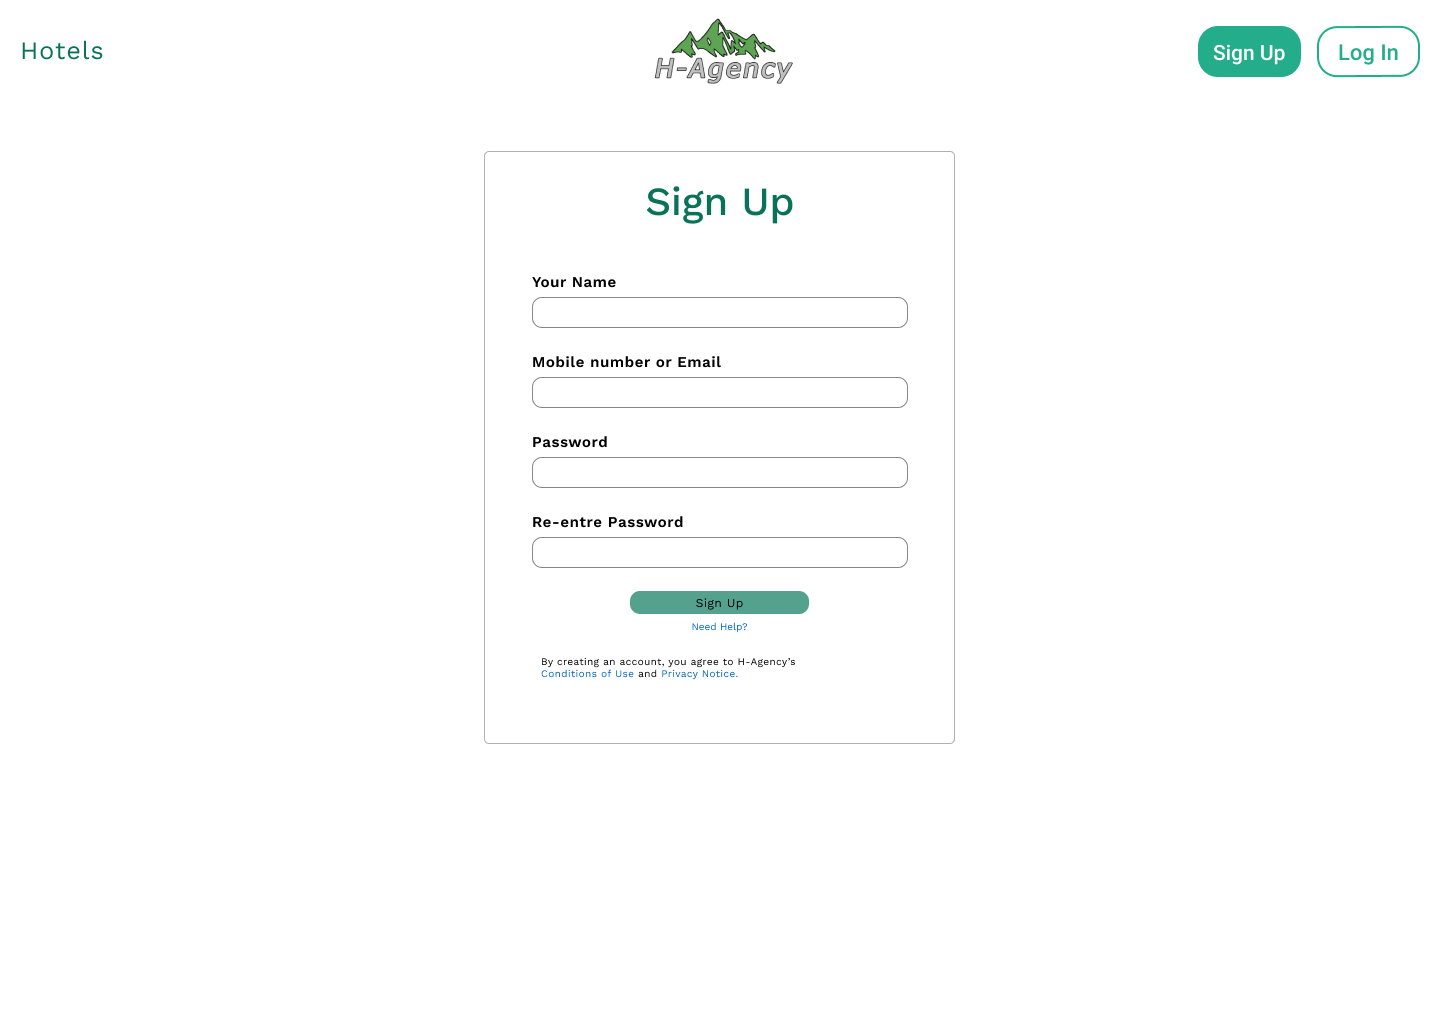 Hotels
H-Agency
Sign Up
Log In
Sign Up
Your Name
Mobile number or Email
Password
Re-entre Password
Sign Up
Need Help?
By creating an account, you agree to H-Agency’s
Conditions of Use and Privacy Notice.